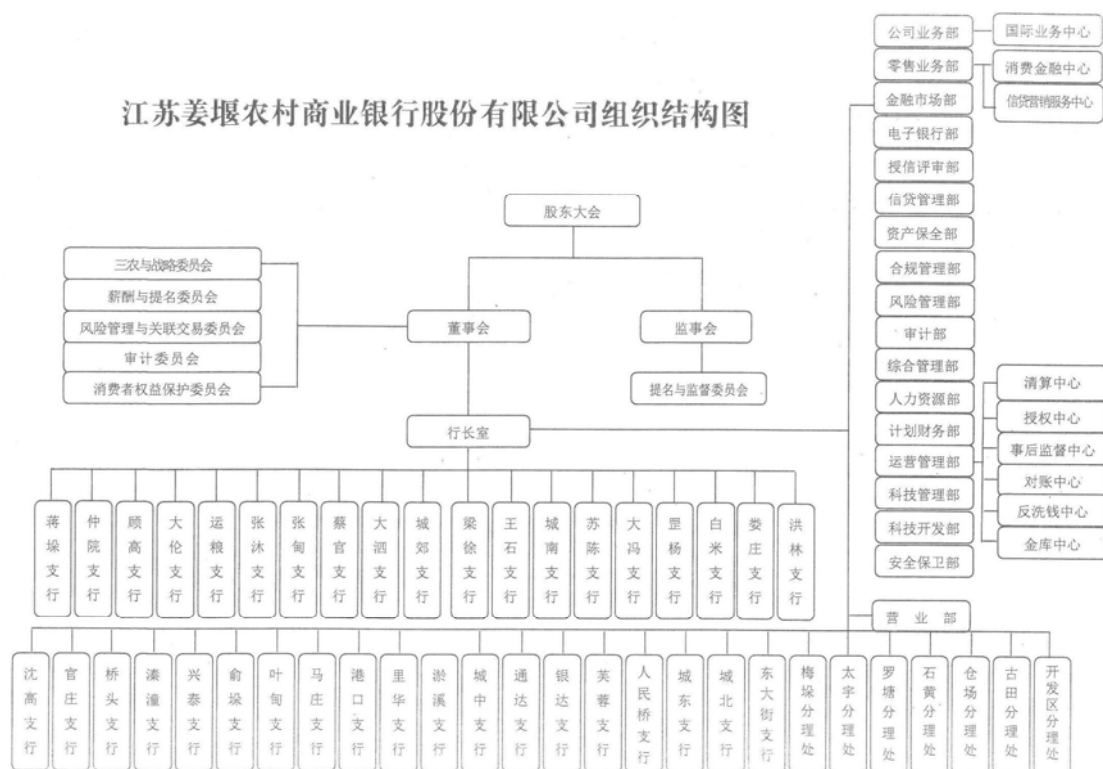 江苏姜堰农村商业银行股份有限公司组织结构图
股东大会
董事会
监事会
提名与监督委员会
三农与战略委员会
薪酬与提名委员会
风险管理与关联交易委员会
审计委员会
消费者权益保护委员会
行长室
公司业务部
国际业务中心
零售业务部
消费金融中心
信贷营销服务中心
金融市场部
电子银行部
授信评审部
信贷管理部
资产保全部
合规管理部
风险管理部
审计部
综合管理部
人力资源部
计划财务部
运营管理部
清算中心
授权中心
事后监督中心
对账中心
反洗钱中心
金库中心
科技管理部
科技开发部
安全保卫部
营业部
蒋垛支行
仲院支行
顾高支行
大伦支行
运粮支行
张沐支行
张甸支行
蔡官支行
大泗支行
城郊支行
梁徐支行
王石支行
城南支行
苏陈支行
大冯支行
罡杨支行
白米支行
娄庄支行
洪林支行
沈高支行
官庄支行
桥头支行
溱潼支行
兴泰支行
俞垛支行
叶甸支行
马庄支行
港口支行
里华支行
淤溪支行
城中支行
通达支行
银达支行
芙蓉支行
人民桥支行
城东支行
城北支行
东大街支行
梅垛分理处
太宇分理处
罗塘分理处
石黄分理处
仓场分理处
古田分理处
开发区分理处